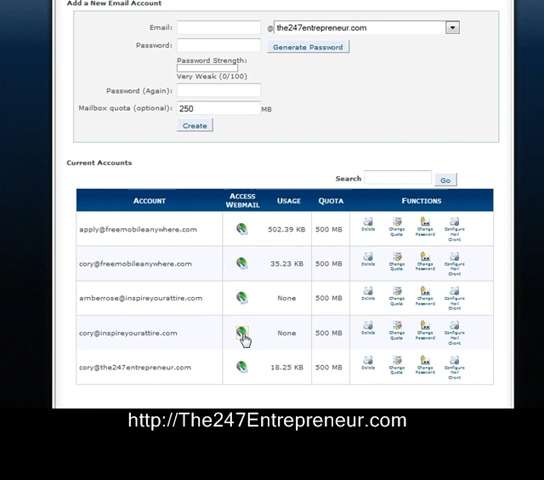 Add a New Email Account
Email: @ the247entrepreneur.com
Password: Generate Password
Password Strength:
Very Weak (0/100)
Password (Again):
Mailbox quota (optional): 250 MB
Create
Current Accounts
Search Go
ACCOUNT ACCESS WEBMAIL USAGE QUOTA FUNCTIONS
apply@freemobileanywhere.com 502.39 KB 500 MB Delete Change Quota Change Password Configure Mail Client
cory@freemobileanywhere.com 35.23 KB 500 MB Delete Change Quota Change Password Configure Mail Client
amberrose@inspireyourattire.com None 500 MB Delete Change Quota Change Password Configure Mail Client
cory@inspireyourattire.com None 500 MB Delete Change Quota Change Password Configure Mail Client
cory@the247entrepreneur.com 18.25 KB 500 MB Delete Change Quota Change Password Configure Mail Client
http://The247Entrepreneur.com